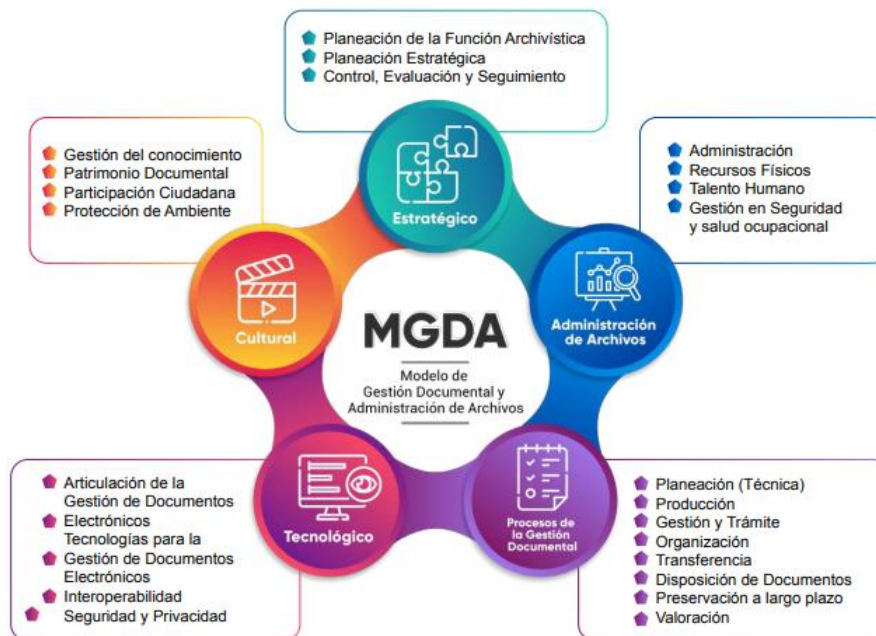 Planeación de la Función Archivística
Planeación Estratégica
Control, Evaluación y Seguimiento
Gestión del conocimiento
Patrimonio Documental
Participación Ciudadana
Protección de Ambiente
Administración
Recursos Físicos
Talento Humano
Gestión en Seguridad
y salud ocupacional
Estratégico
Cultural
Administración
de Archivos
MGDA
Modelo de
Gestión Documental y
Administración de Archivos
Tecnológico
Procesos de
la Gestión
Documental
Articulación de la
Gestión de Documentos
Electrónicos
Tecnologías para la
Gestión de Documentos
Electrónicos
Interoperabilidad
Seguridad y Privacidad
Planeación (Técnica)
Producción
Gestión y Trámite
Organización
Transferencia
Disposición de Documentos
Preservación a largo plazo
Valoración